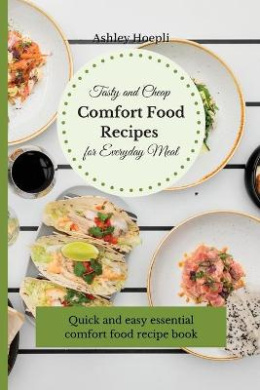 Ashley Hoepli
Tasty and Cheap
Comfort Food
Recipes
for Everyday Meal
Quick and easy essential
comfort food recipe book